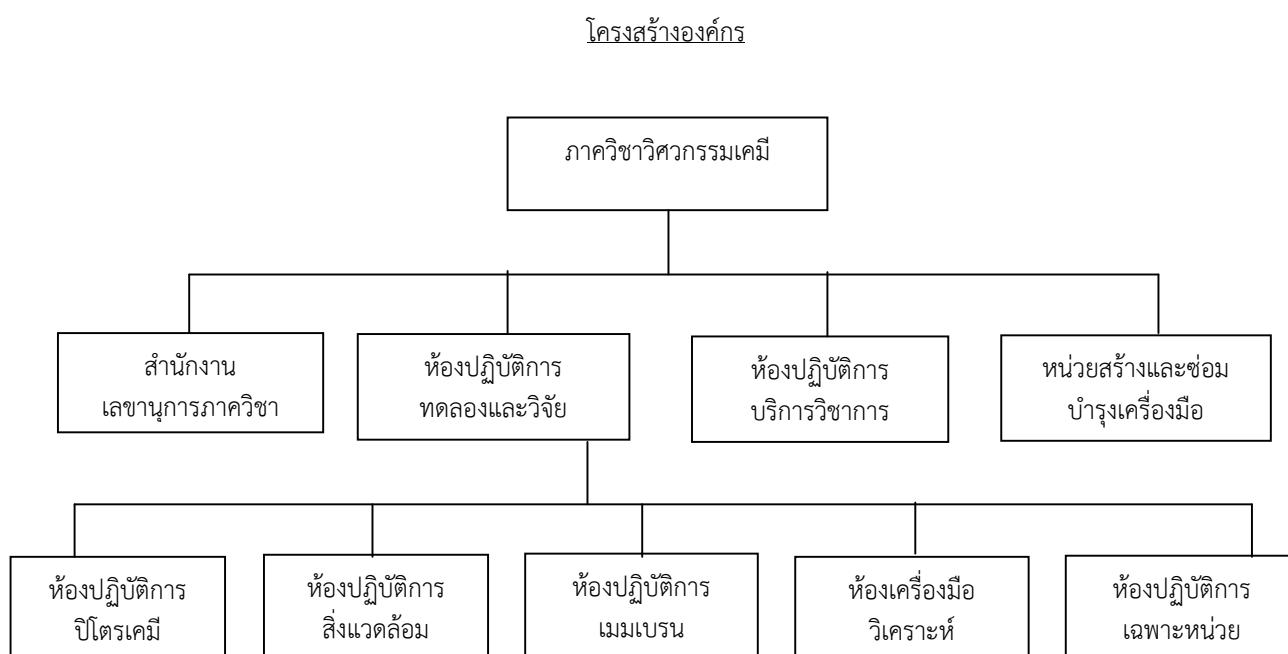 โครงสร้างองค์กร
ภาควิชาวิศวกรรมเคมี
สำนักงาน
เลขานุการภาควิชา
ห้องปฏิบัติการ
ทดลองและวิจัย
ห้องปฏิบัติการ
บริการวิชาการ
หน่วยสร้างและซ่อม
บำรุงเครื่องมือ
ห้องปฏิบัติการ
ปิโตรเคมี
ห้องปฏิบัติการ
สิ่งแวดล้อม
ห้องปฏิบัติการ
เมมเบรน
ห้องเครื่องมือ
วิเคราะห์
ห้องปฏิบัติการ
เฉพาะหน่วย